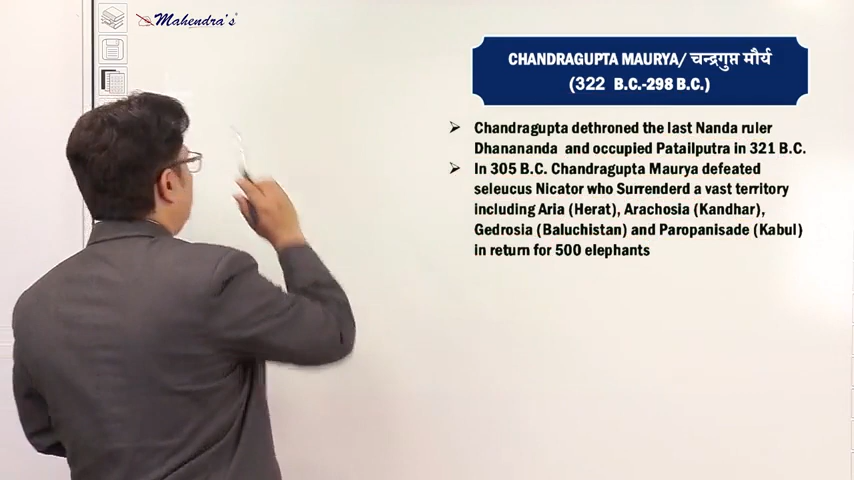 Mahendra's
CHANDRAGUPTA MAURYA/ चन्द्रगुप्त मौर्य
(322 B.C.-298 B.C.)
➢ Chandragupta dethroned the last Nanda ruler
Dhanananda and occupied Patailputra in 321 B.C.
➢ In 305 B.C. Chandragupta Maurya defeated
seleucus Nicator who Surrenderd a vast territory
including Aria (Herat), Arachosia (Kandhar),
Gedrosia (Baluchistan) and Paropanisade (Kabul)
in return for 500 elephants